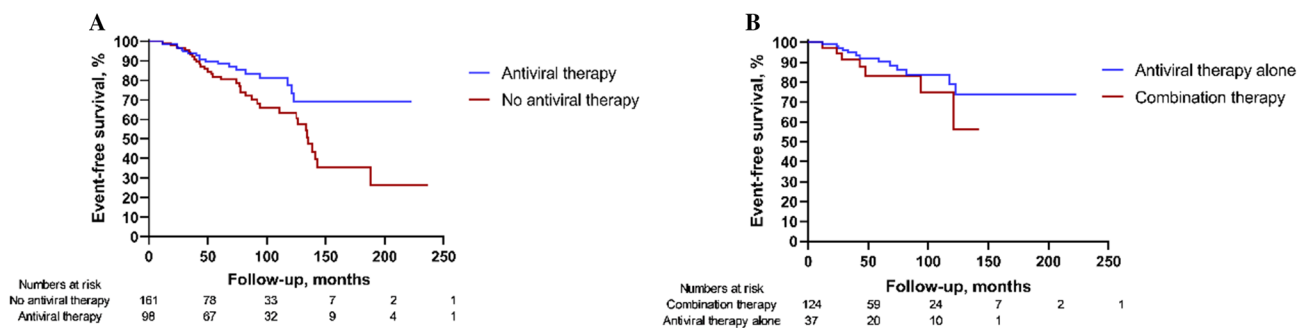 A
Event-free survival, %
100
90
80
70
60
50
40
30
20
10
0
0 50 100 150 200 250
Follow-up, months
Antiviral therapy
No antiviral therapy
Numbers at risk
No antiviral therapy 161 78 33 7 2 1
Antiviral therapy 98 67 32 9 4 1
B
Event-free survival, %
100
90
80
70
60
50
40
30
20
10
0
0 50 100 150 200 250
Follow-up, months
Antiviral therapy alone
Combination therapy
Numbers at risk
Combination therapy 124 59 24 7 2 1
Antiviral therapy alone 37 20 10 1